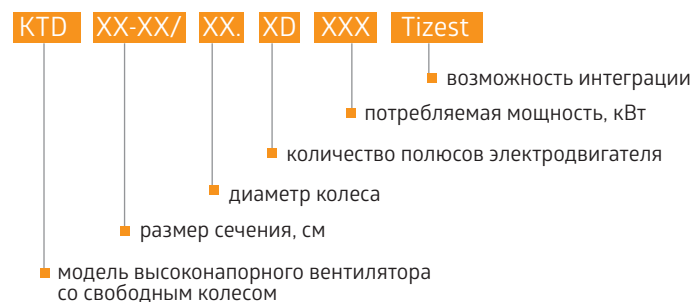 KTD XX-XX/ XX. XD XXX Tizest
возможность интеграции
потребляемая мощность, кВт
количество полюсов электродвигателя
диаметр колеса
размер сечения, см
модель высоконапорного вентилятора
со свободным колесом